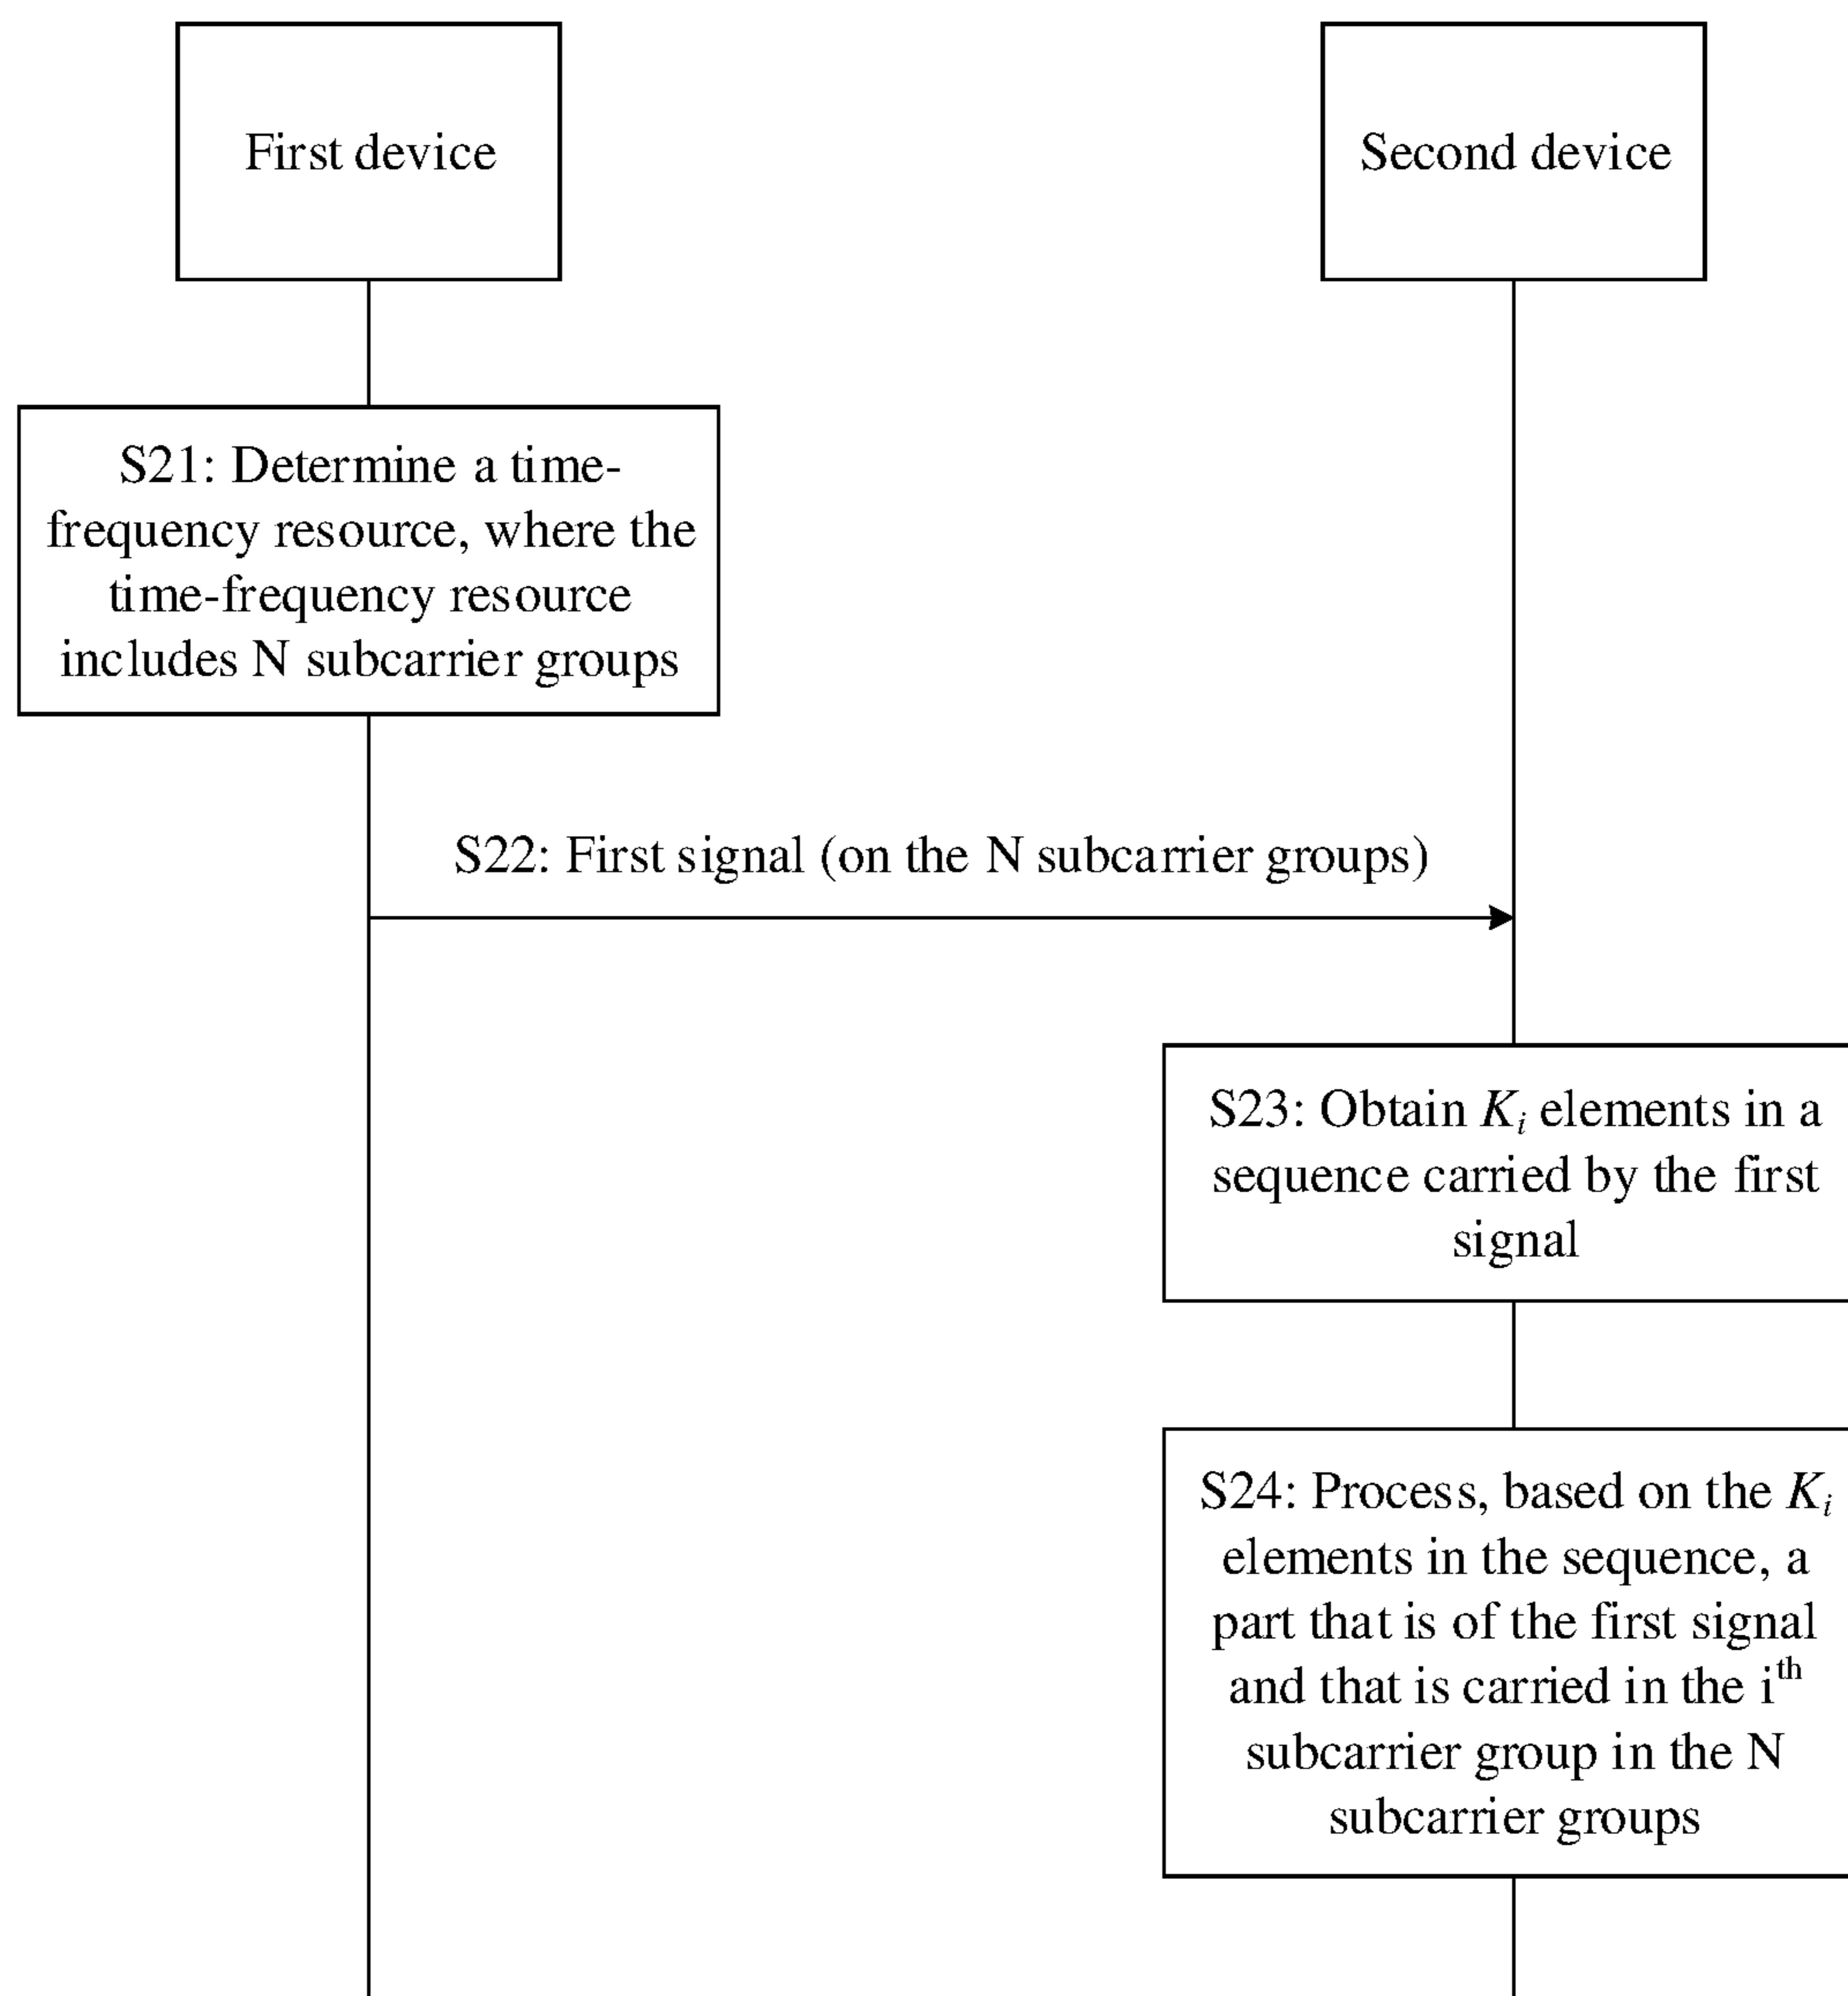 First device
Second device
S21: Determine a time-
frequency resource, where the
time-frequency resource
includes N subcarrier groups
S22: First signal (on the N subcarrier groups)
S23: Obtain Kᵢ elements in a
sequence carried by the first
signal
S24: Process, based on the Kᵢ
elements in the sequence, a
part that is of the first signal
and that is carried in the iᵗʰ
subcarrier group in the N
subcarrier groups